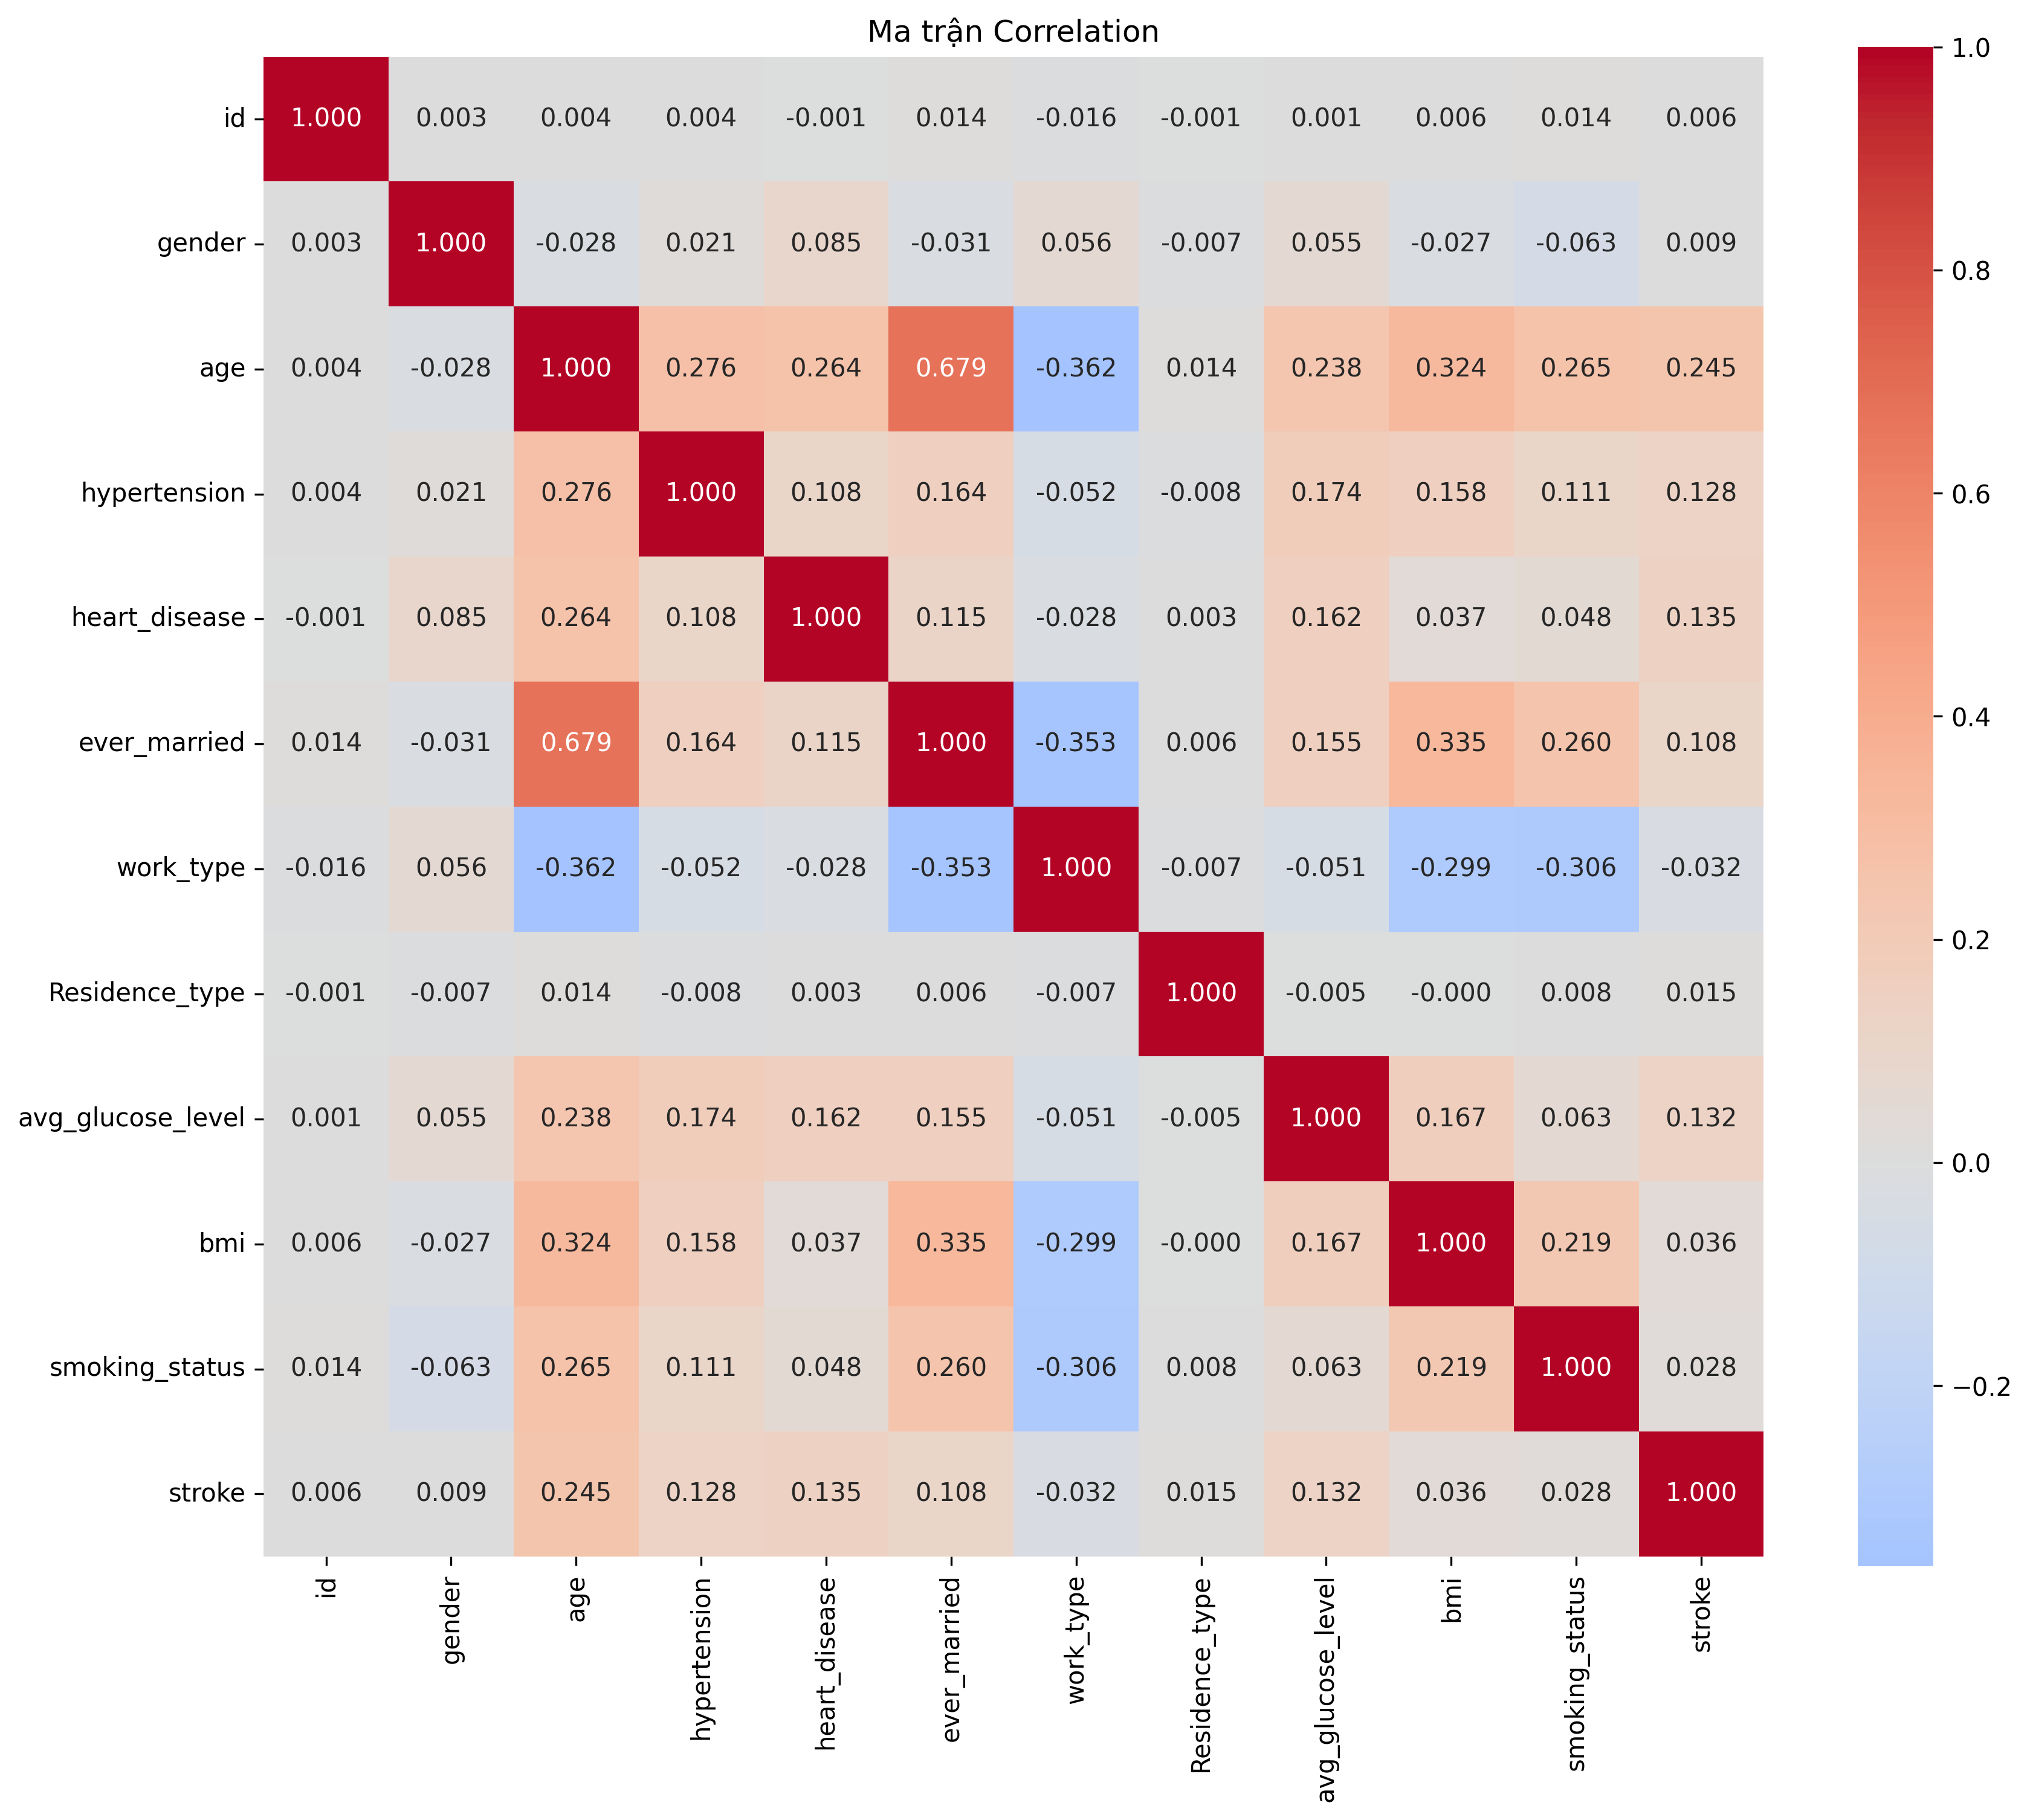 Ma trận Correlation
id 1.000 0.003 0.004 0.004 -0.001 0.014 -0.016 -0.001 0.001 0.006 0.014 0.006
gender 0.003 1.000 -0.028 0.021 0.085 -0.031 0.056 -0.007 0.055 -0.027 -0.063 0.009
age 0.004 -0.028 1.000 0.276 0.264 0.679 -0.362 0.014 0.238 0.324 0.265 0.245
hypertension 0.004 0.021 0.276 1.000 0.108 0.164 -0.052 -0.008 0.174 0.158 0.111 0.128
heart_disease -0.001 0.085 0.264 0.108 1.000 0.115 -0.028 0.003 0.162 0.037 0.048 0.135
ever_married 0.014 -0.031 0.679 0.164 0.115 1.000 -0.353 0.006 0.155 0.335 0.260 0.108
work_type -0.016 0.056 -0.362 -0.052 -0.028 -0.353 1.000 -0.007 -0.051 -0.299 -0.306 -0.032
Residence_type -0.001 -0.007 0.014 -0.008 0.003 0.006 -0.007 1.000 -0.005 -0.000 0.008 0.015
avg_glucose_level 0.001 0.055 0.238 0.174 0.162 0.155 -0.051 -0.005 1.000 0.167 0.063 0.132
bmi 0.006 -0.027 0.324 0.158 0.037 0.335 -0.299 -0.000 0.167 1.000 0.219 0.036
smoking_status 0.014 -0.063 0.265 0.111 0.048 0.260 -0.306 0.008 0.063 0.219 1.000 0.028
stroke 0.006 0.009 0.245 0.128 0.135 0.108 -0.032 0.015 0.132 0.036 0.028 1.000
id
gender
age
hypertension
heart_disease
ever_married
work_type
Residence_type
avg_glucose_level
bmi
smoking_status
stroke
1.0
0.8
0.6
0.4
0.2
0.0
−0.2